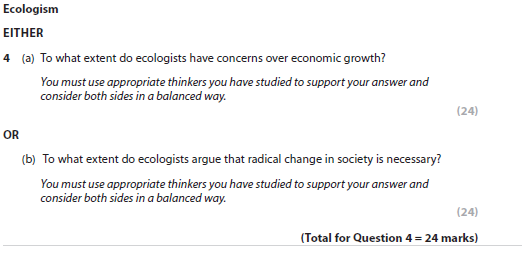 Ecologism
EITHER
4 (a) To what extent do ecologists have concerns over economic growth?
You must use appropriate thinkers you have studied to support your answer and
consider both sides in a balanced way.
(24)
OR
(b) To what extent do ecologists argue that radical change in society is necessary?
You must use appropriate thinkers you have studied to support your answer and
consider both sides in a balanced way.
(24)
(Total for Question 4 = 24 marks)